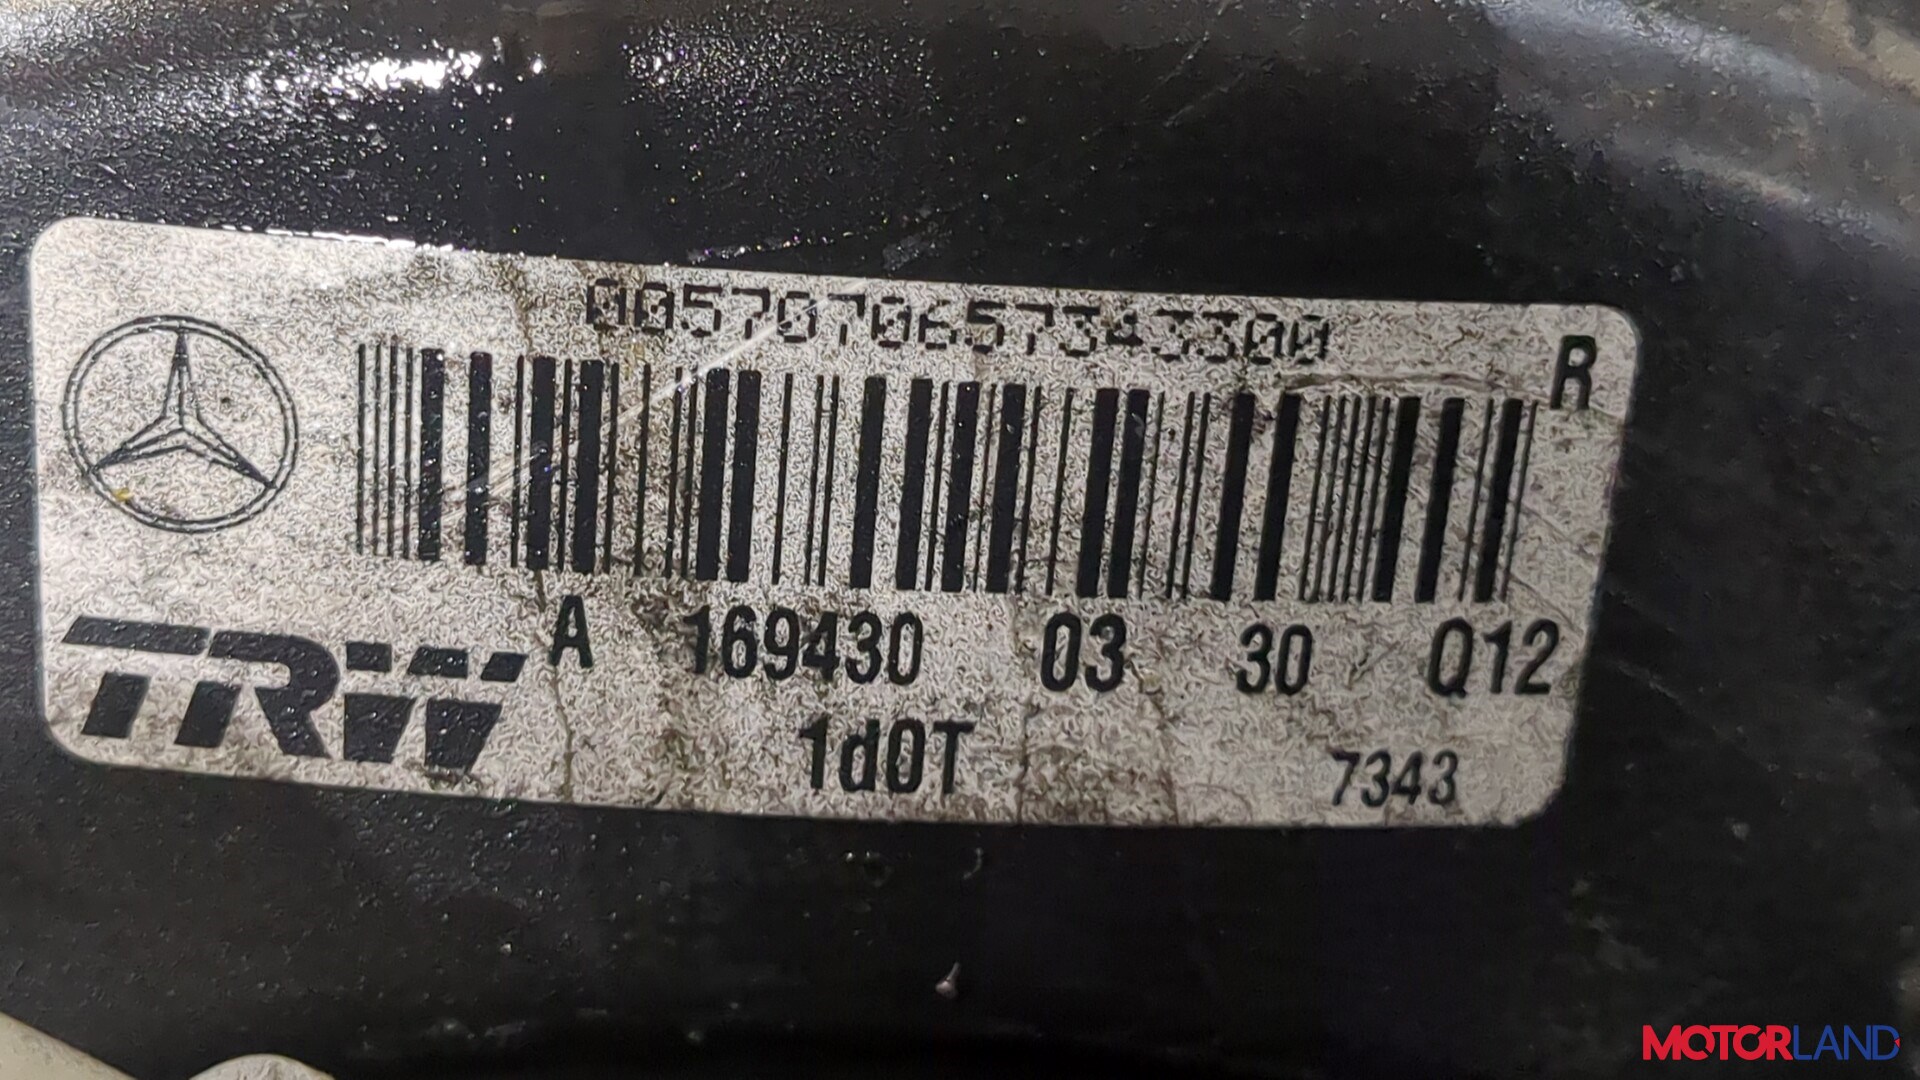 0057070657343300
R
A 169430 03 30 Q12
TRW
1d0T
7343
MOTORLAND